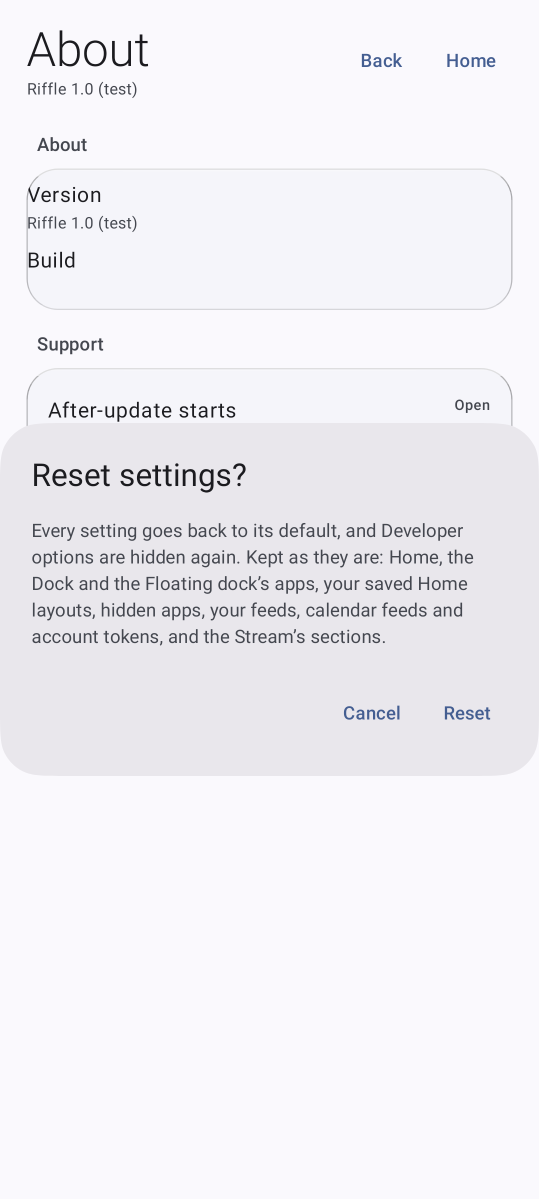 About
Back
Home
Riffle 1.0 (test)
About
Version
Riffle 1.0 (test)
Build
Support
After-update starts
Open
Reset settings?
Every setting goes back to its default, and Developer
options are hidden again. Kept as they are: Home, the
Dock and the Floating dock’s apps, your saved Home
layouts, hidden apps, your feeds, calendar feeds and
account tokens, and the Stream’s sections.
Cancel
Reset